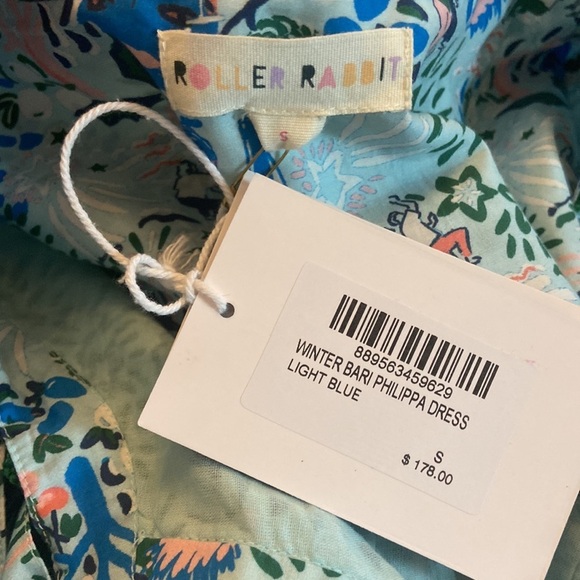 ROLLER RABBIT
S
889563459629
WINTER BARI PHILIPPA DRESS
LIGHT BLUE
S
$ 178.00